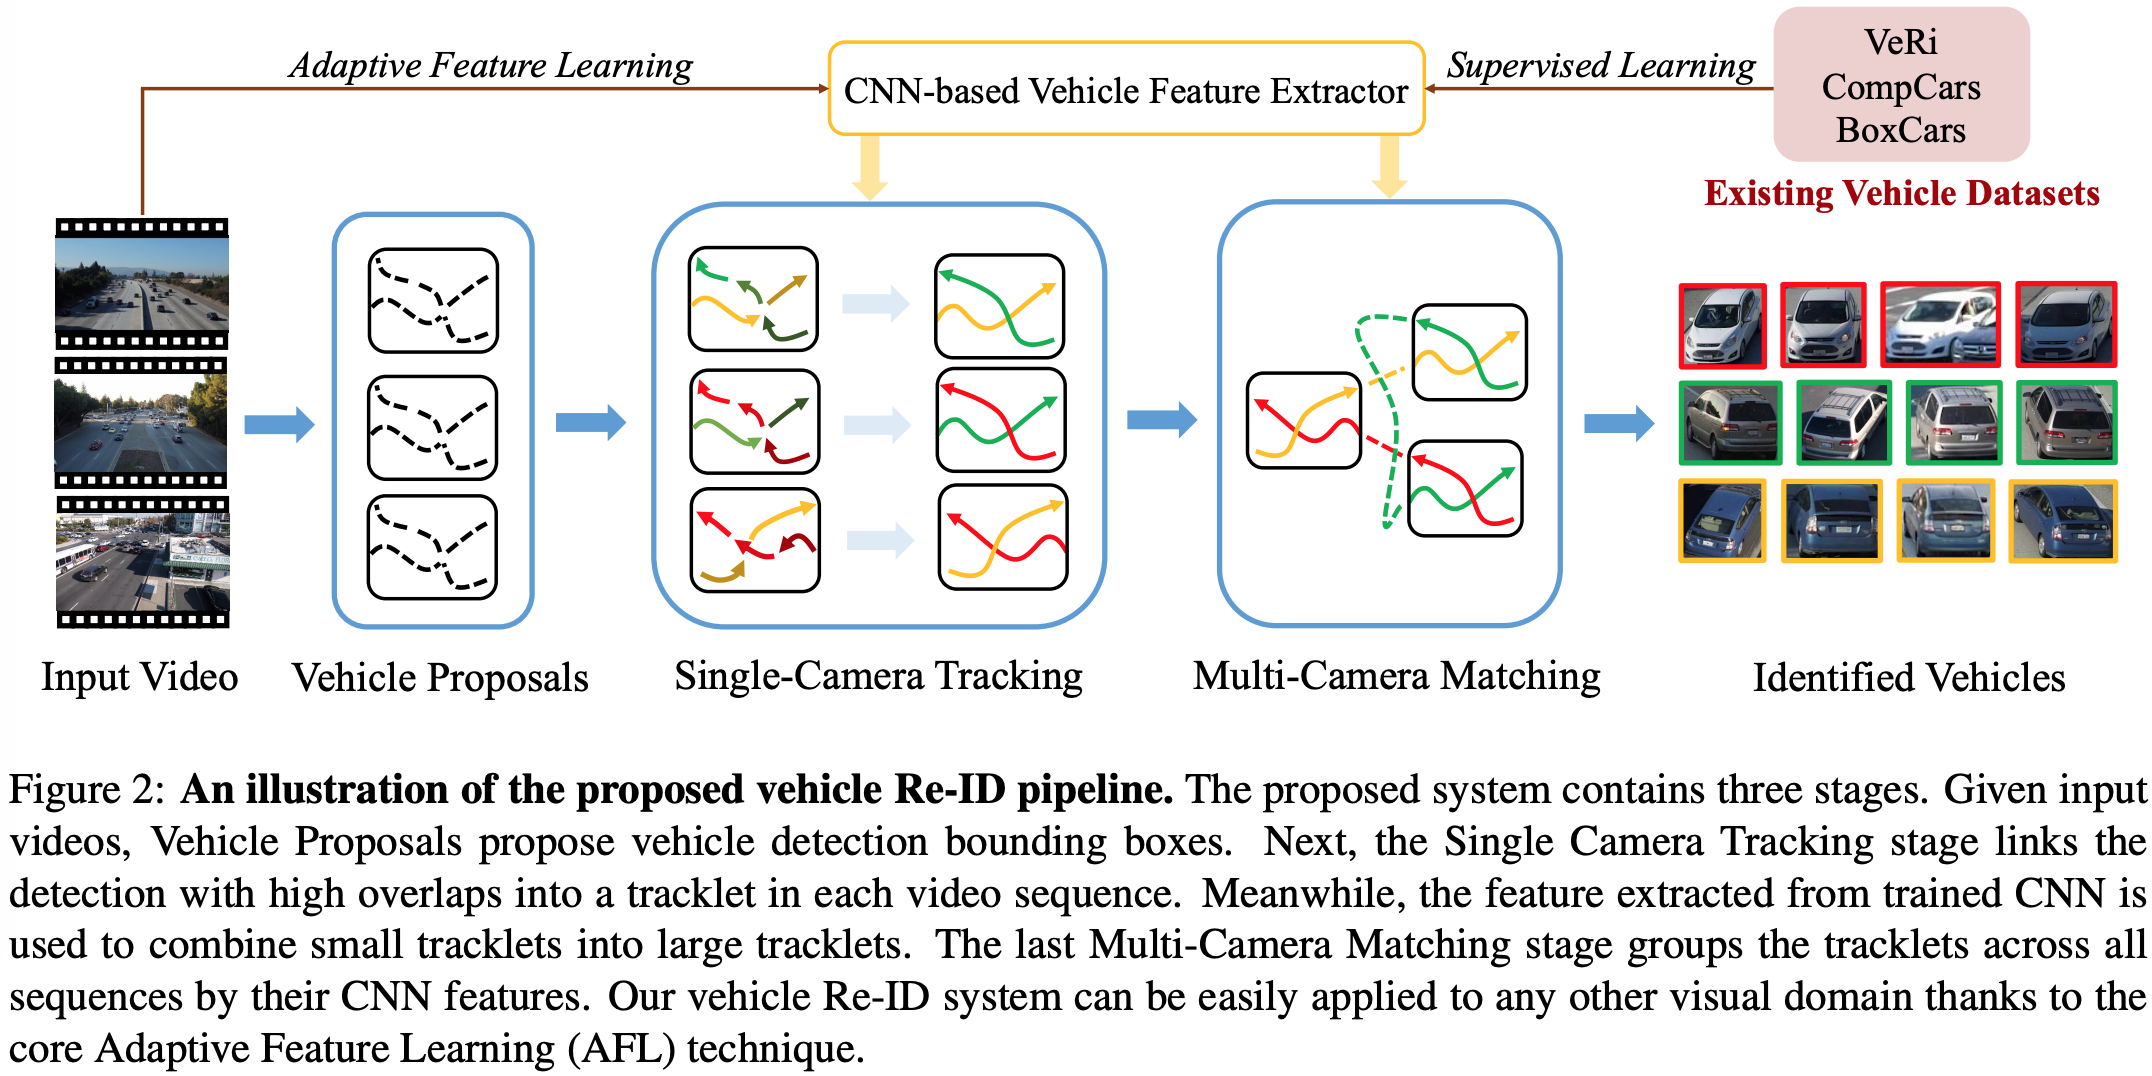 Adaptive Feature Learning
CNN-based Vehicle Feature Extractor
Supervised Learning
VeRi
CompCars
BoxCars
Existing Vehicle Datasets
Input Video
Vehicle Proposals
Single-Camera Tracking
Multi-Camera Matching
Identified Vehicles
Figure 2: An illustration of the proposed vehicle Re-ID pipeline. The proposed system contains three stages. Given input
videos, Vehicle Proposals propose vehicle detection bounding boxes. Next, the Single Camera Tracking stage links the
detection with high overlaps into a tracklet in each video sequence. Meanwhile, the feature extracted from trained CNN is
used to combine small tracklets into large tracklets. The last Multi-Camera Matching stage groups the tracklets across all
sequences by their CNN features. Our vehicle Re-ID system can be easily applied to any other visual domain thanks to the
core Adaptive Feature Learning (AFL) technique.